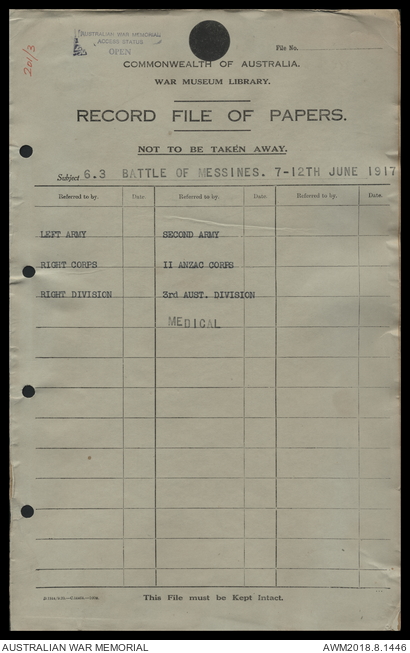 20/3
AUSTRALIAN WAR MEMORIAL
ACCESS STATUS
OPEN
File No.
COMMONWEALTH OF AUSTRALIA.
WAR MUSEUM LIBRARY.
RECORD FILE OF PAPERS.
NOT TO BE TAKEN AWAY.
Subject 6.3 BATTLE OF MESSINES. 7-12TH JUNE 1917
Referred to by. Date. Referred to by. Date. Referred to by. Date.
LEFT ARMY SECOND ARMY
RIGHT CORPS II ANZAC CORPS
RIGHT DIVISION 3rd AUST. DIVISION
MEDICAL
This File must be Kept Intact.
AUSTRALIAN WAR MEMORIAL AWM2018.8.1446